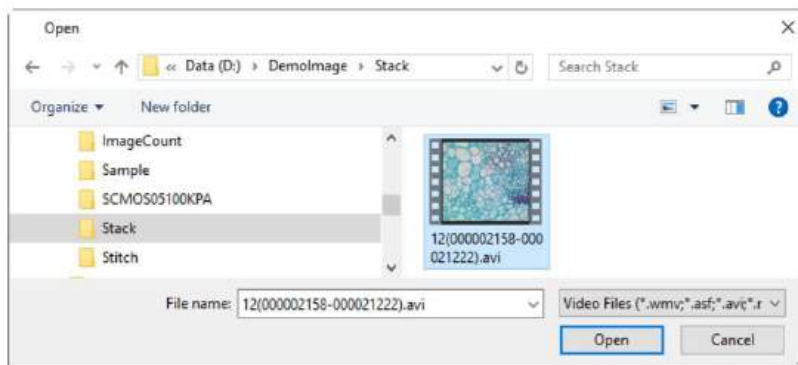 Open
« Data (D:) › DemoImage › Stack
Search Stack
Organize
New folder
ImageCount
Sample
SCMOS05100KPA
Stack
Stitch
12(000002158-000
021222).avi
File name: 12(000002158-000021222).avi
Video Files (*.wmv;*.asf;*.avi;*.r
Open
Cancel